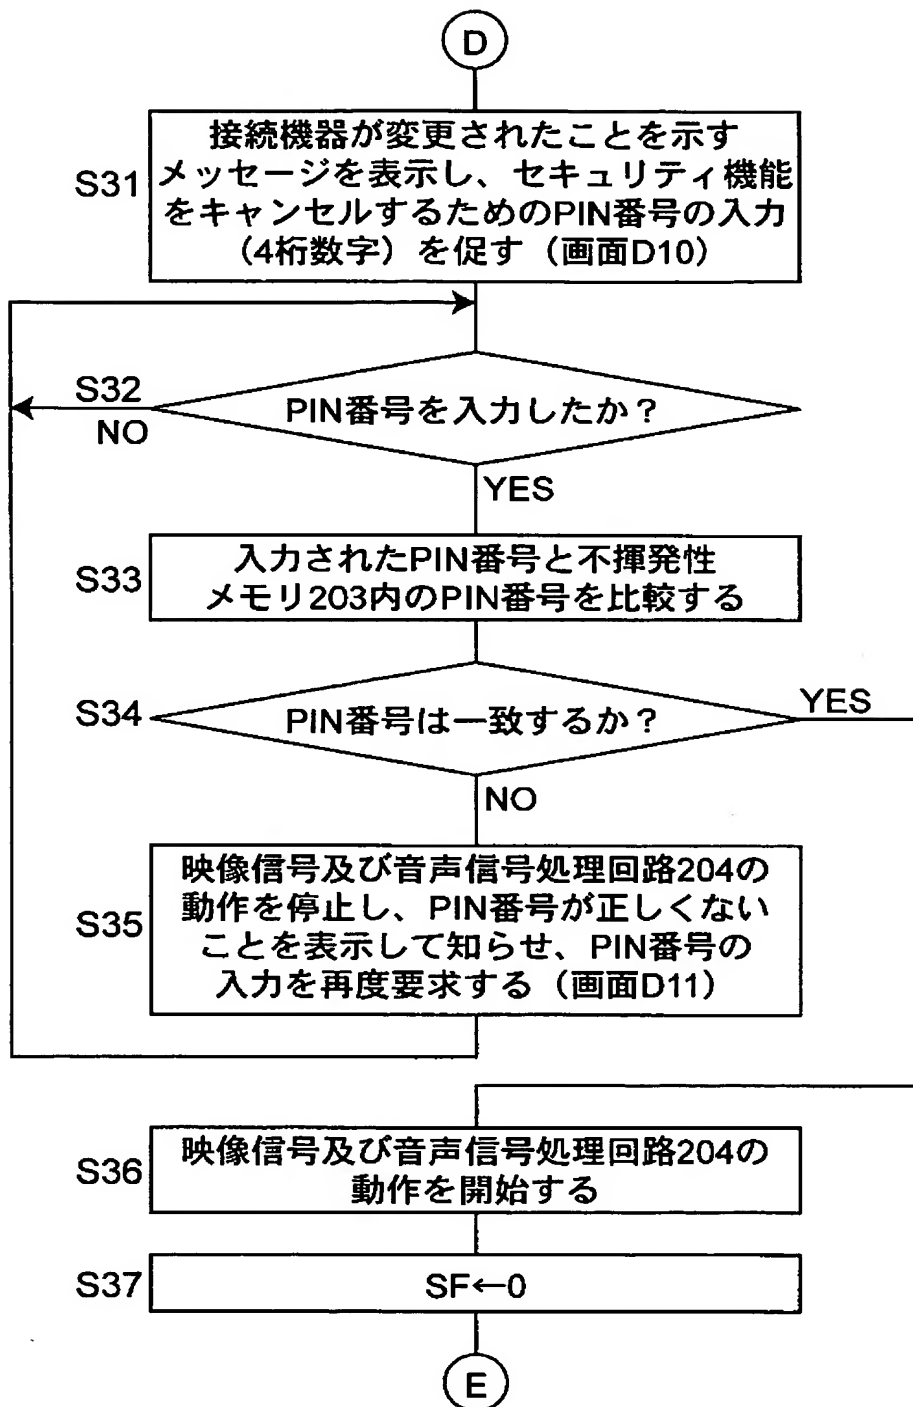 D
S31
接続機器が変更されたことを示す
メッセージを表示し、セキュリティ機能
をキャンセルするためのPIN番号の入力
（4桁数字）を促す（画面D10）
S32
PIN番号を入力したか？
NO
YES
S33
入力されたPIN番号と不揮発性
メモリ203内のPIN番号を比較する
S34
PIN番号は一致するか？
YES
NO
S35
映像信号及び音声信号処理回路204の
動作を停止し、PIN番号が正しくない
ことを表示して知らせ、PIN番号の
入力を再度要求する（画面D11）
S36
映像信号及び音声信号処理回路204の
動作を開始する
S37
SF←0
E